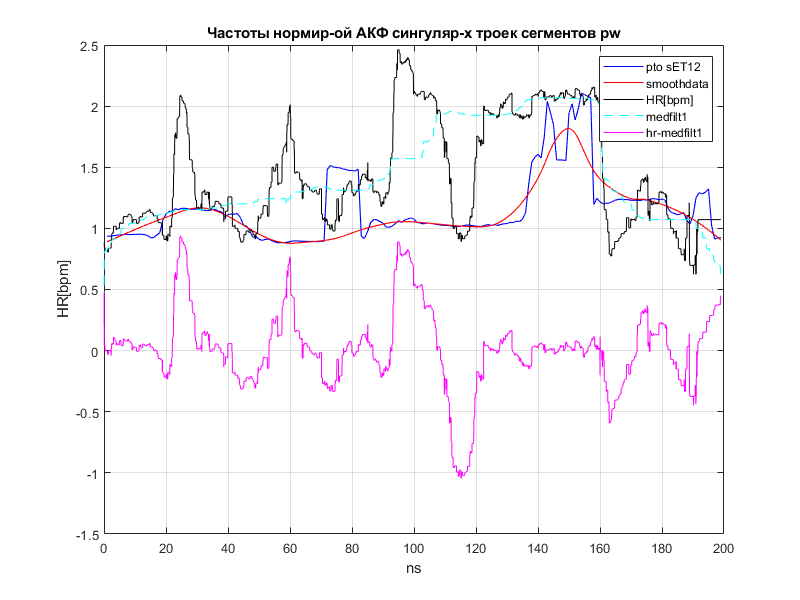 Частоты нормир-ой АКФ сингуляр-х троек сегментов pw
pto sET12
smoothdata
HR[bpm]
medfilt1
hr-medfilt1
2.5
2
1.5
1
0.5
0
-0.5
-1
-1.5
HR[bpm]
0 20 40 60 80 100 120 140 160 180 200
ns